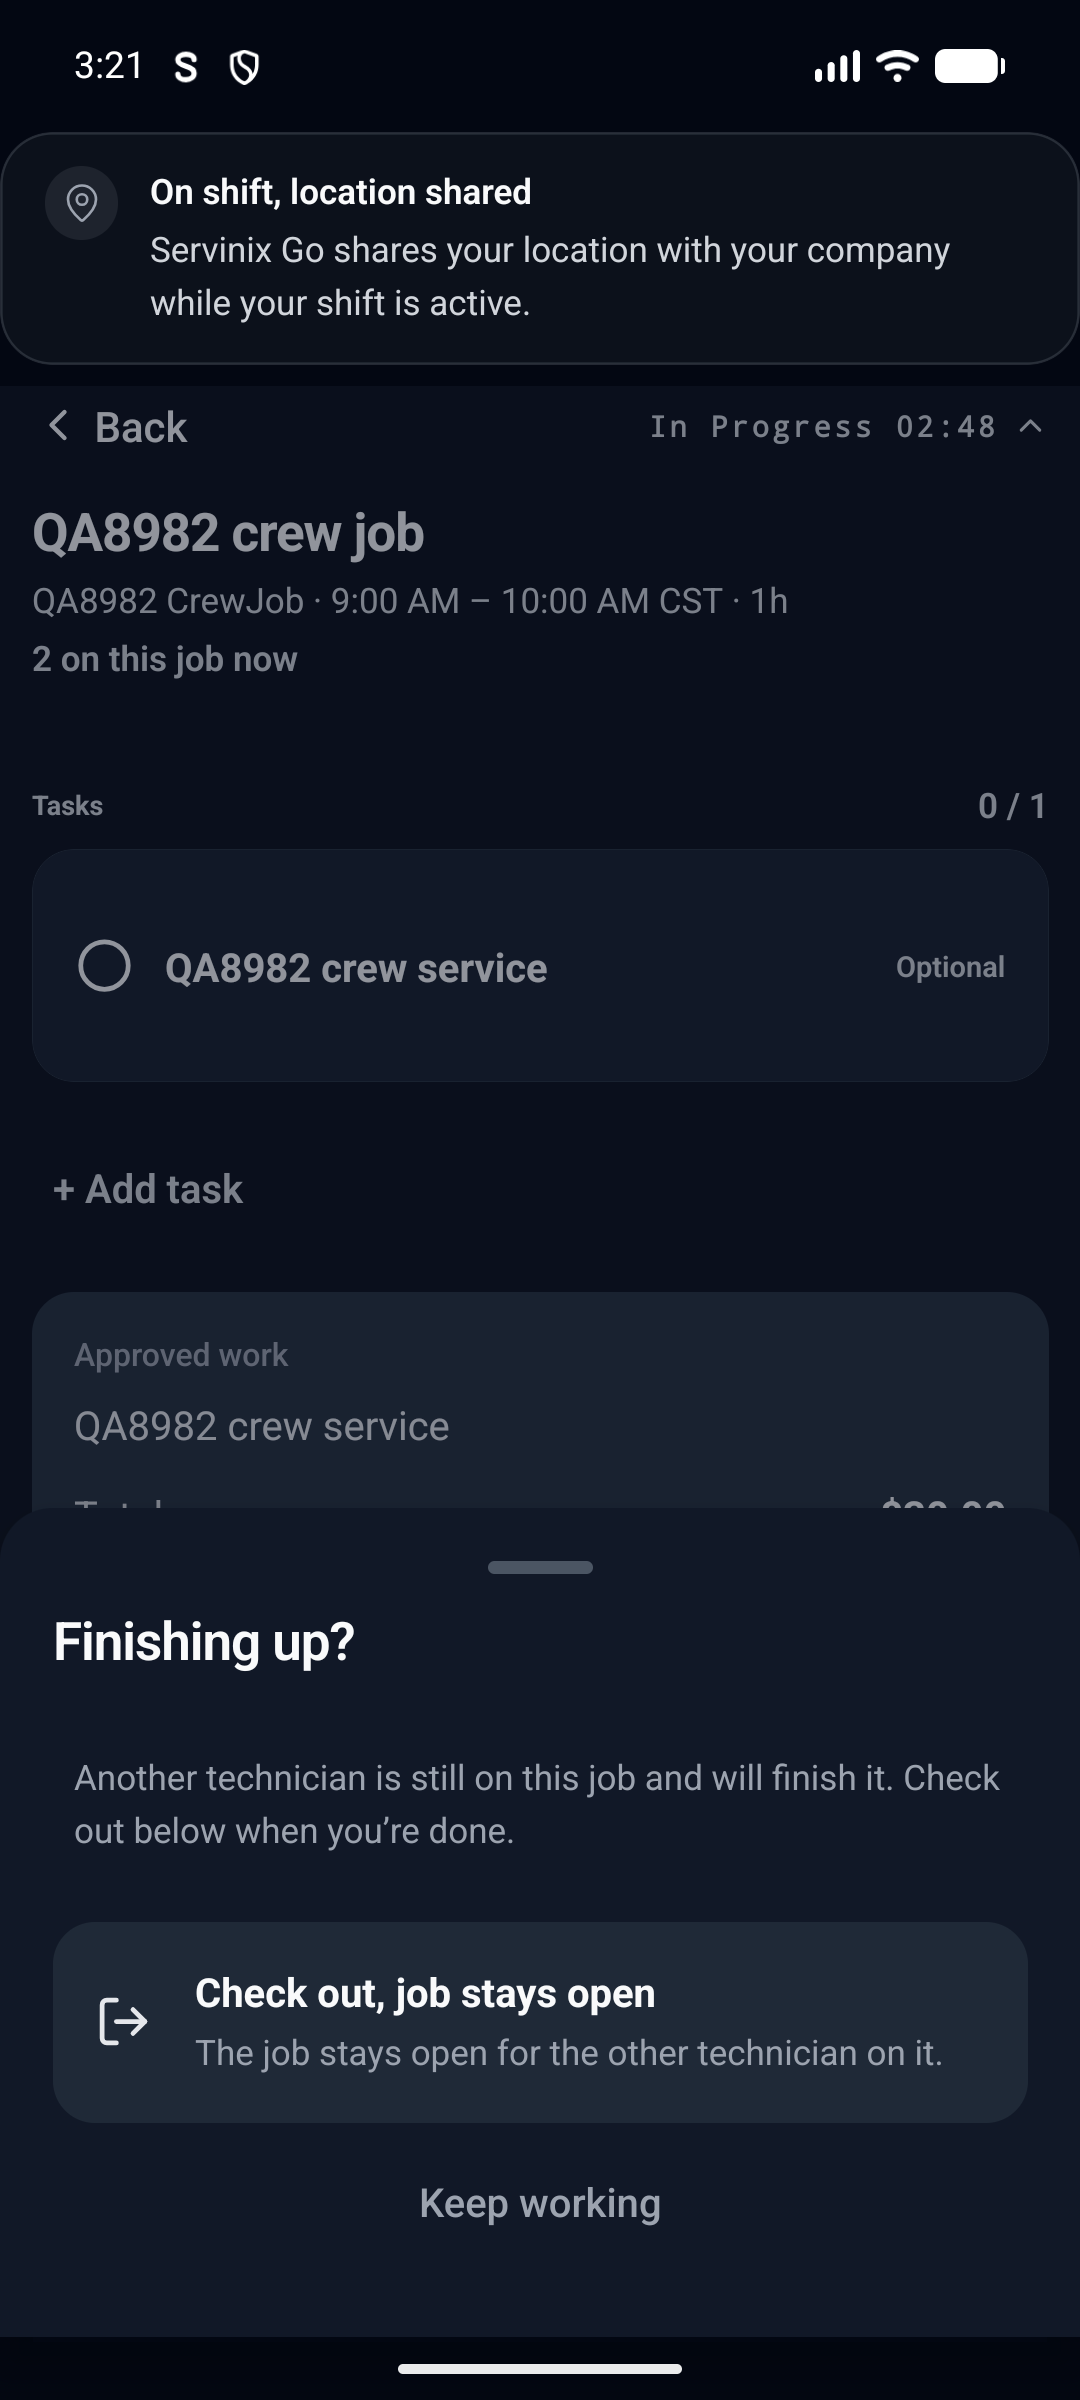 3:21 S
On shift, location shared
Servinix Go shares your location with your company
while your shift is active.
Back
In Progress 02:48
QA8982 crew job
QA8982 CrewJob · 9:00 AM – 10:00 AM CST · 1h
2 on this job now
Tasks
0 / 1
QA8982 crew service
Optional
+ Add task
Approved work
QA8982 crew service
Total
Finishing up?
Another technician is still on this job and will finish it. Check
out below when you’re done.
Check out, job stays open
The job stays open for the other technician on it.
Keep working